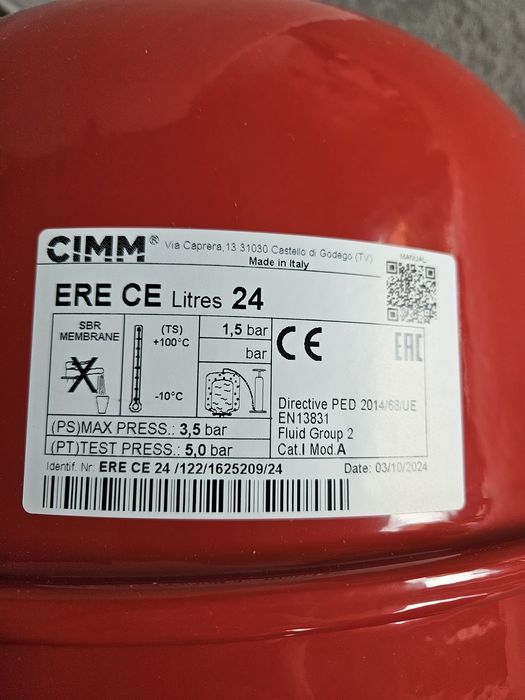 CIMM® Via Caprera,13 31030 Castello di Godego (TV)
Made in Italy
MANUAL
ERE CE Litres 24
SBR
MEMBRANE
(TS)
+100°C
-10°C
1,5 bar
bar
CE
EAC
Directive PED 2014/68/UE
EN13831
Fluid Group 2
Cat.I Mod.A
(PS)MAX PRESS.: 3,5 bar
(PT)TEST PRESS.: 5,0 bar
Identif. Nr: ERE CE 24 /122/1625209/24
Date: 03/10/2024